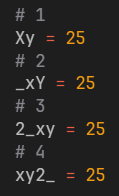 # 1
Xy = 25
# 2
_xY = 25
# 3
2_xy = 25
# 4
xy2_ = 25